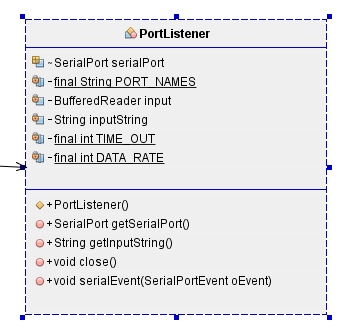 PortListener
~ SerialPort serialPort
- final String PORT_NAMES
- BufferedReader input
- String inputString
- final int TIME_OUT
- final int DATA_RATE
+ PortListener()
+ SerialPort getSerialPort()
+ String getInputString()
+ void close()
+ void serialEvent(SerialPortEvent oEvent)